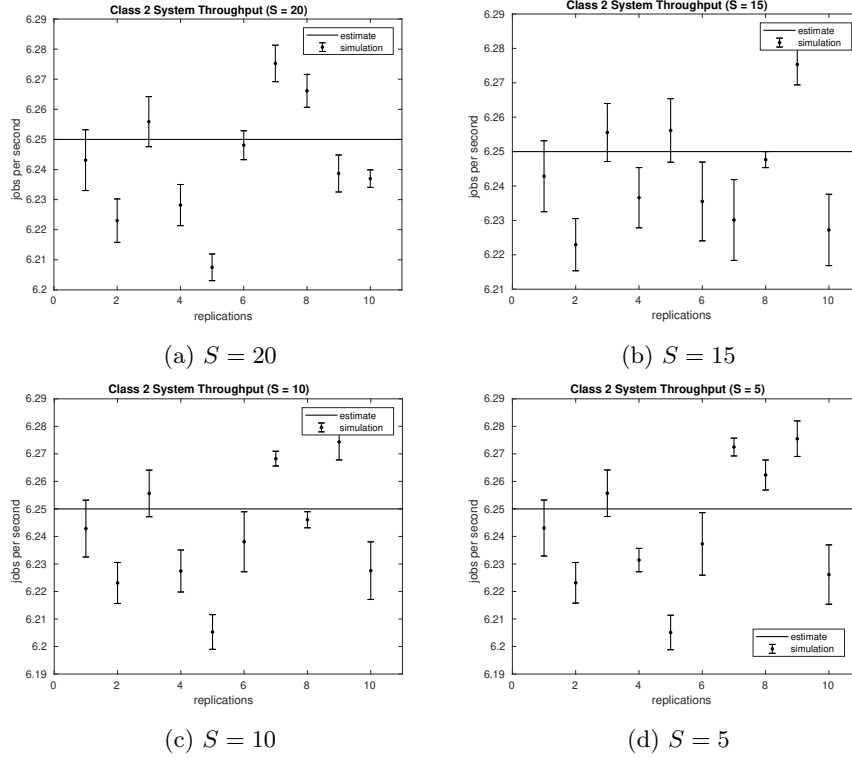 Class 2 System Throughput (S = 20)
6.29
6.28
6.27
6.26
6.25
6.24
6.23
6.22
6.21
6.2
jobs per second
estimate
simulation
0 2 4 6 8 10
replications
(a) S = 20
Class 2 System Throughput (S = 15)
6.29
6.28
6.27
6.26
6.25
6.24
6.23
6.22
6.21
jobs per second
estimate
simulation
0 2 4 6 8 10
replications
(b) S = 15
Class 2 System Throughput (S = 10)
6.29
6.28
6.27
6.26
6.25
6.24
6.23
6.22
6.21
6.2
6.19
jobs per second
estimate
simulation
0 2 4 6 8 10
replications
(c) S = 10
Class 2 System Throughput (S = 5)
6.29
6.28
6.27
6.26
6.25
6.24
6.23
6.22
6.21
6.2
6.19
jobs per second
estimate
simulation
0 2 4 6 8 10
replications
(d) S = 5